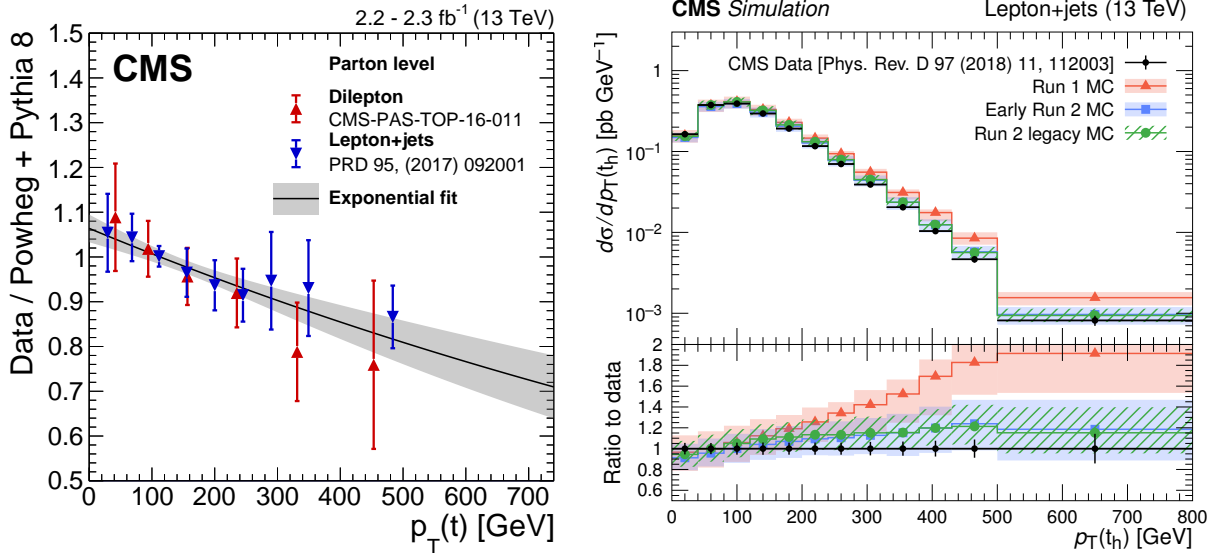 2.2 - 2.3 fb⁻¹ (13 TeV)
CMS
Parton level
Dilepton
CMS-PAS-TOP-16-011
Lepton+jets
PRD 95, (2017) 092001
Exponential fit
Data / Powheg + Pythia 8
1.5
1.4
1.3
1.2
1.1
1
0.9
0.8
0.7
0.6
0.5
0 100 200 300 400 500 600 700
p_T(t) [GeV]
CMS Simulation Lepton+jets (13 TeV)
CMS Data [Phys. Rev. D 97 (2018) 11, 112003]
Run 1 MC
Early Run 2 MC
Run 2 legacy MC
dσ/dp_T(t_h) [pb GeV⁻¹]
1
10⁻¹
10⁻²
10⁻³
Ratio to data
2
1.8
1.6
1.4
1.2
1
0.8
0.6
0 100 200 300 400 500 600 700 800
p_T(t_h) [GeV]